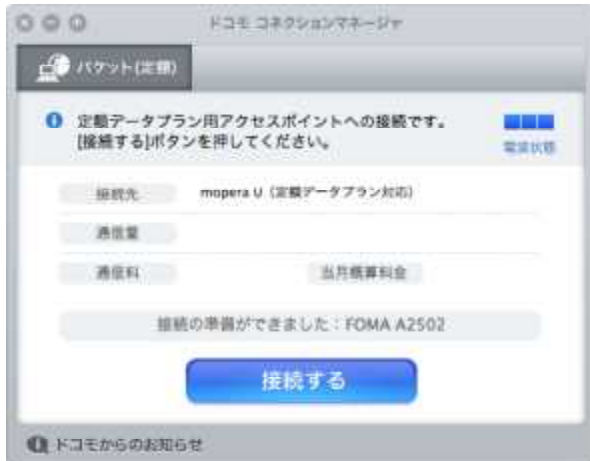 ドコモ コネクションマネージャ
パケット(定額)
定額データプラン用アクセスポイントへの接続です。
[接続する]ボタンを押してください。
電波状態
接続先 mopera U（定額データプラン対応）
通信量
通信料 当月概算料金
接続の準備ができました：FOMA A2502
接続する
ドコモからのお知らせ